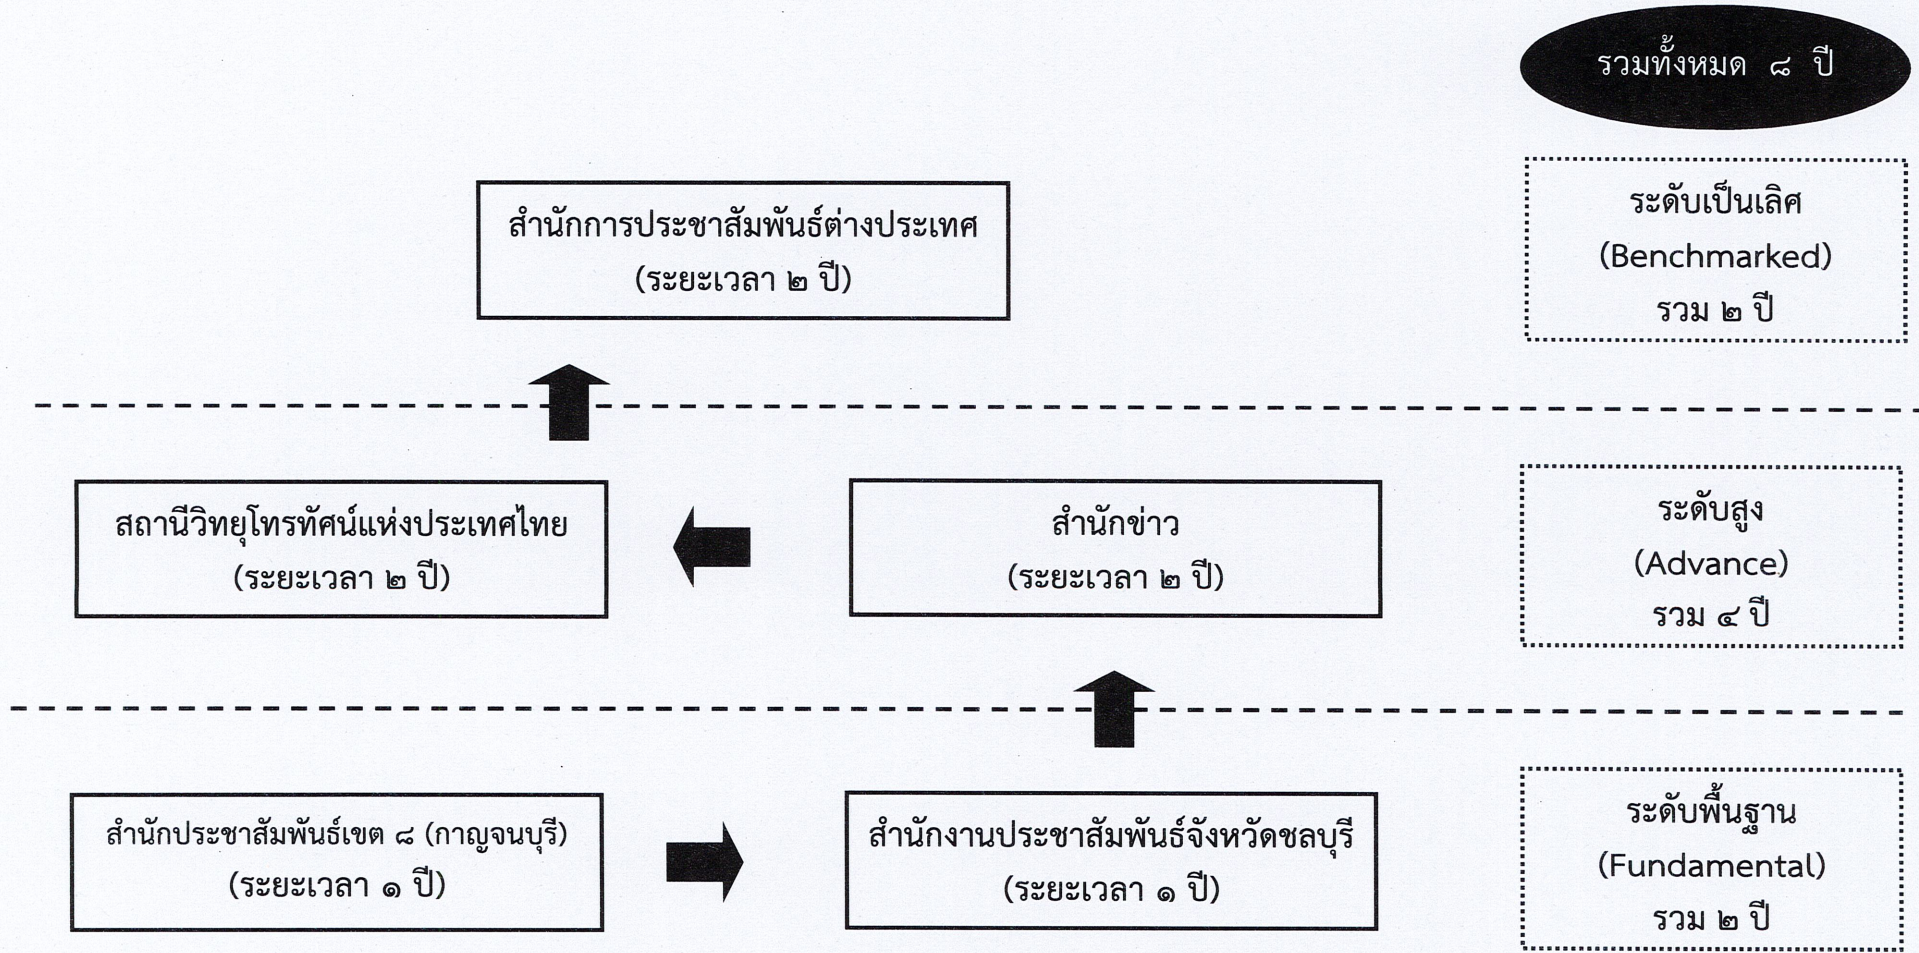 รวมทั้งหมด ๘ ปี
สำนักการประชาสัมพันธ์ต่างประเทศ
(ระยะเวลา ๒ ปี)
ระดับเป็นเลิศ
(Benchmarked)
รวม ๒ ปี
สถานีวิทยุโทรทัศน์แห่งประเทศไทย
(ระยะเวลา ๒ ปี)
สำนักข่าว
(ระยะเวลา ๒ ปี)
ระดับสูง
(Advance)
รวม ๔ ปี
สำนักประชาสัมพันธ์เขต ๘ (กาญจนบุรี)
(ระยะเวลา ๑ ปี)
สำนักงานประชาสัมพันธ์จังหวัดชลบุรี
(ระยะเวลา ๑ ปี)
ระดับพื้นฐาน
(Fundamental)
รวม ๒ ปี